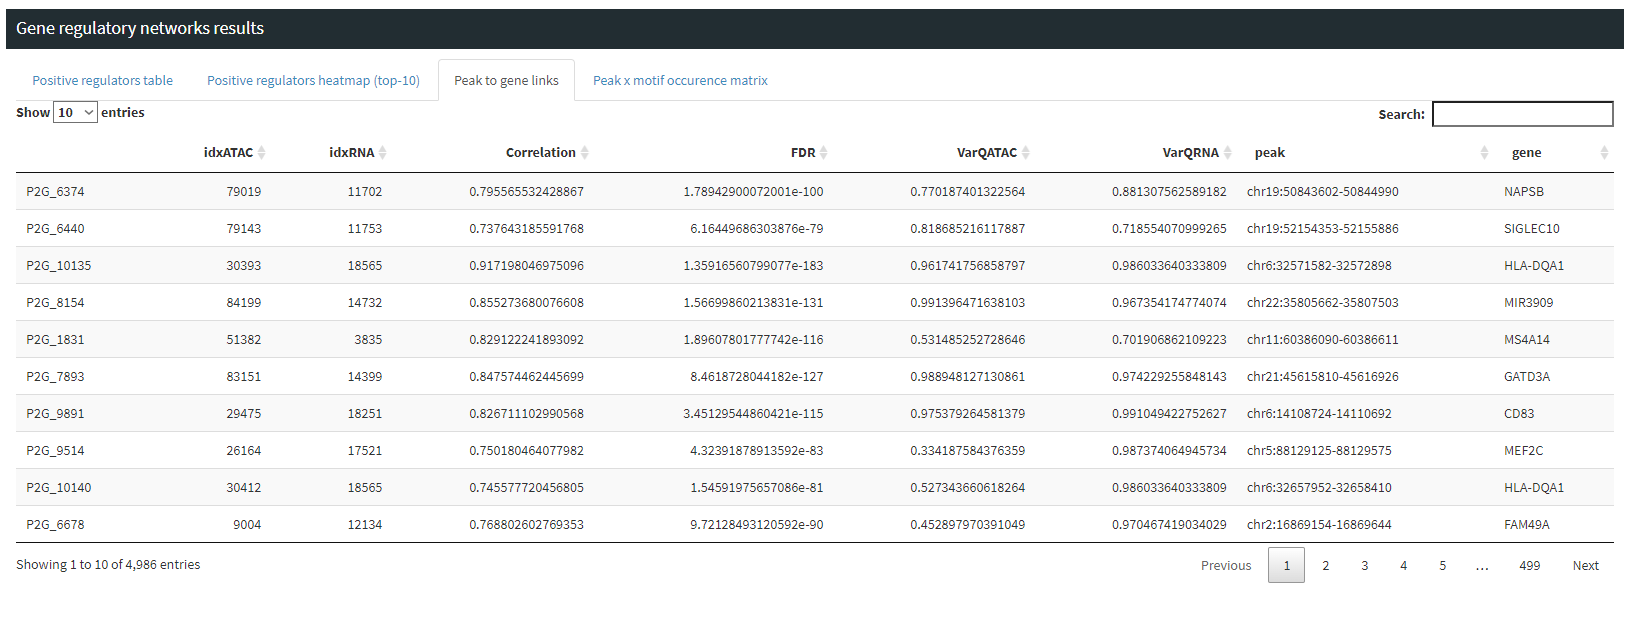 Gene regulatory networks results
Positive regulators table Positive regulators heatmap (top-10) Peak to gene links Peak x motif occurence matrix
Show 10 entries Search:
idxATAC idxRNA Correlation FDR VarQATAC VarQRNA peak gene
P2G_6374 79019 11702 0.795565532428867 1.78942900072001e-100 0.770187401322564 0.881307562589182 chr19:50843602-50844990 NAPSB
P2G_6440 79143 11753 0.737643185591768 6.16449686303876e-79 0.818685216117887 0.718554070999265 chr19:52154353-52155886 SIGLEC10
P2G_10135 30393 18565 0.917198046975096 1.35916560799077e-183 0.961741756858797 0.986033640333809 chr6:32571582-32572898 HLA-DQA1
P2G_8154 84199 14732 0.855273680076608 1.56699860213831e-131 0.991396471638103 0.967354174774074 chr22:35805662-35807503 MIR3909
P2G_1831 51382 3835 0.829122241893092 1.89607801777742e-116 0.531485252728646 0.701906862109223 chr11:60386090-60386611 MS4A14
P2G_7893 83151 14399 0.847574462445699 8.4618728044182e-127 0.988948127130861 0.974229255848143 chr21:45615810-45616926 GATD3A
P2G_9891 29475 18251 0.826711102990568 3.45129544860421e-115 0.975379264581379 0.991049422752627 chr6:14108724-14110692 CD83
P2G_9514 26164 17521 0.750180464077982 4.32391878913592e-83 0.334187584376359 0.987374064945734 chr5:88129125-88129575 MEF2C
P2G_10140 30412 18565 0.745577720456805 1.54591975657086e-81 0.527343660618264 0.986033640333809 chr6:32657952-32658410 HLA-DQA1
P2G_6678 9004 12134 0.768802602769353 9.72128493120592e-90 0.452897970391049 0.970467419034029 chr2:16869154-16869644 FAM49A
Showing 1 to 10 of 4,986 entries Previous 1 2 3 4 5 … 499 Next